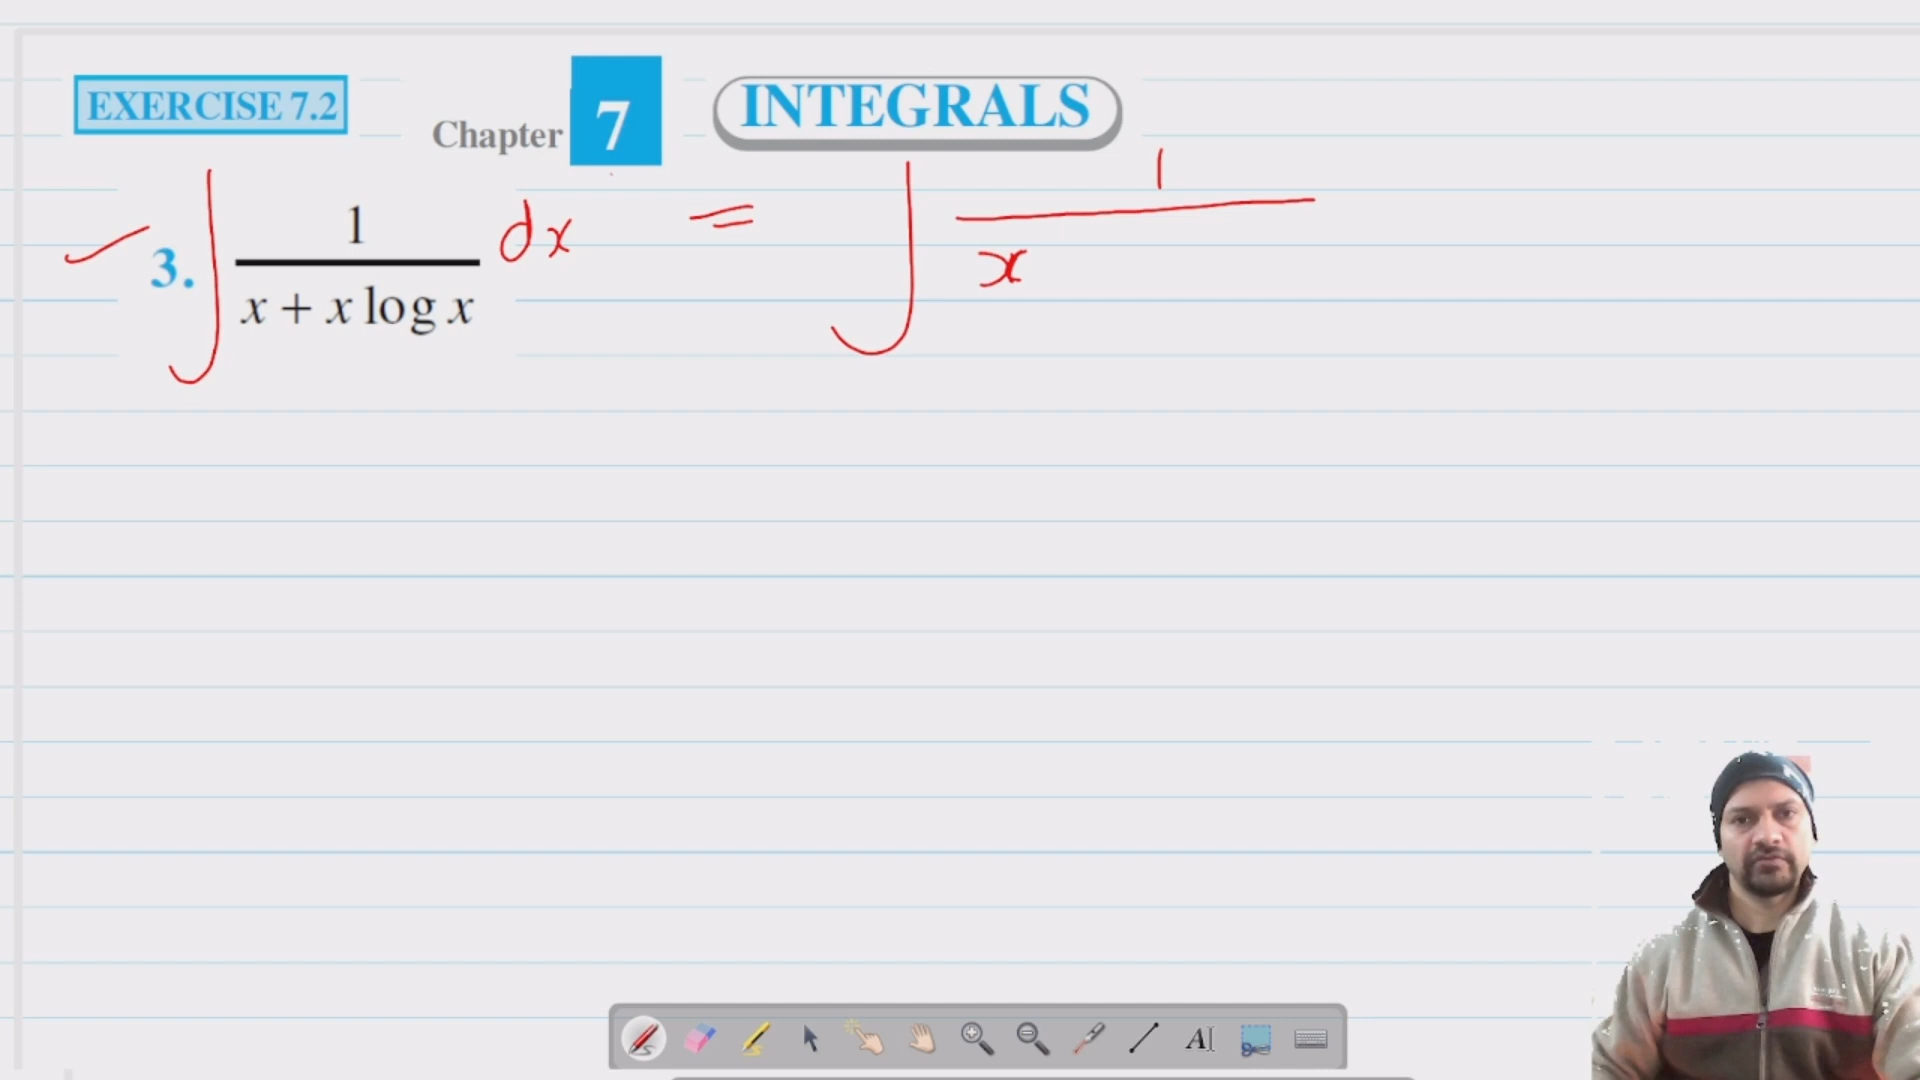 EXERCISE 7.2 Chapter 7 INTEGRALS
3. ∫ 1/(x + x log x) dx = ∫ 1/x
A